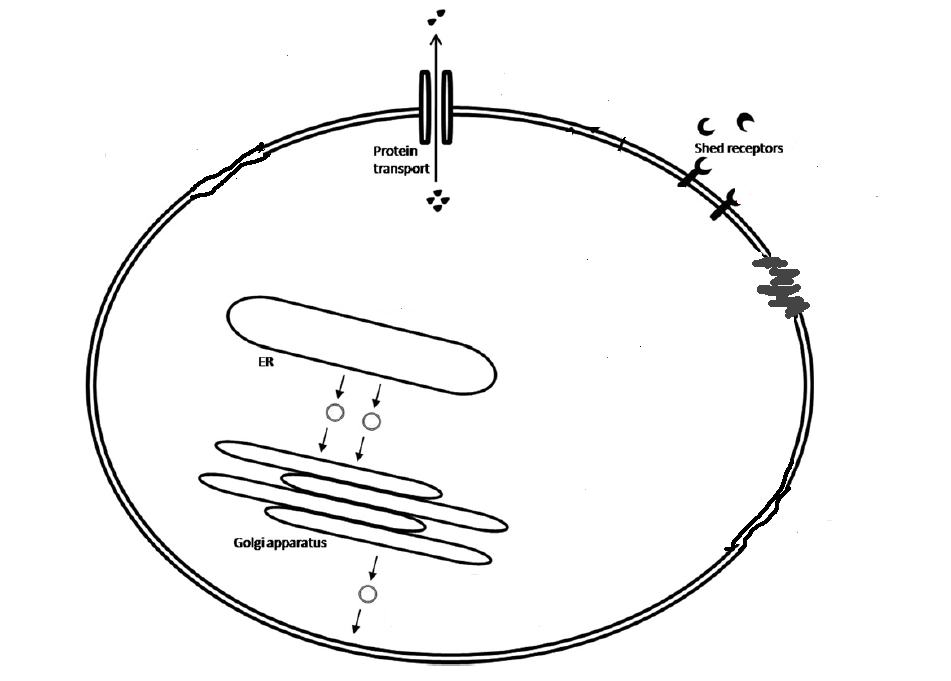 Shed receptors
Protein
transport
ER
Golgi apparatus